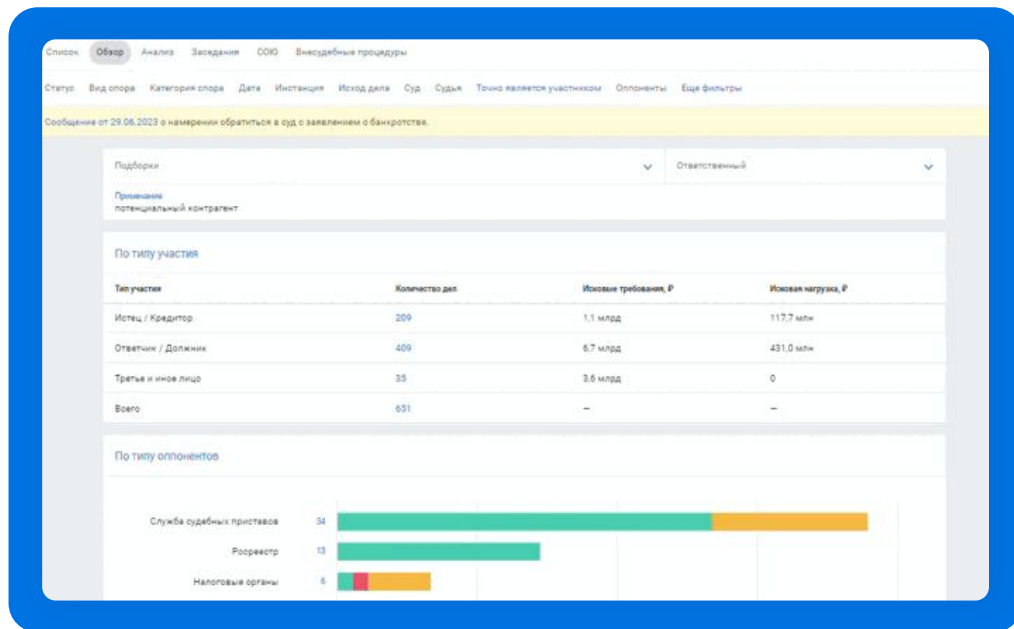 Список Обзор Анализ Заседания СОЮ Внесудебные процедуры
Статус Вид спора Категория спора Дата Инстанция Исход дела Суд Судья Точно является участником Оппоненты Еще фильтры
Сообщение от 29.06.2023 о намерении обратиться в суд с заявлением о банкротстве.
Подборки Ответственный
Примечание
потенциальный контрагент
По типу участия
Тип участия Количество дел Исковые требования, ₽ Исковая нагрузка, ₽
Истец / Кредитор 209 1,1 млрд 117,7 млн
Ответчик / Должник 409 6,7 млрд 431,0 млн
Третье и иное лицо 35 3,6 млрд 0
Всего 651 — —
По типу оппонентов
Служба судебных приставов 34
Росреестр 13
Налоговые органы 6